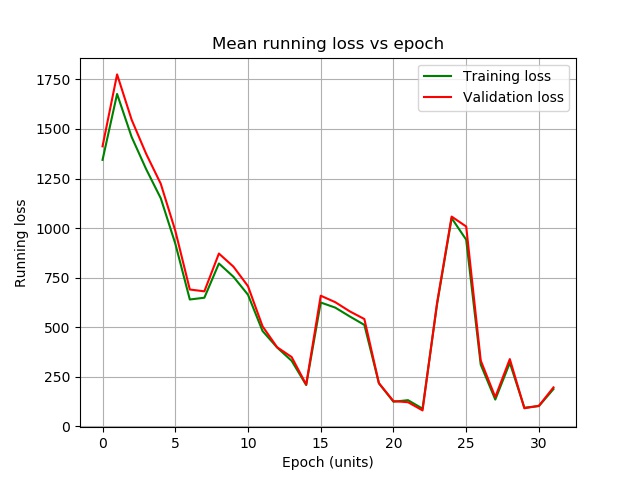 Mean running loss vs epoch
Training loss
Validation loss
1750
1500
1250
1000
750
500
250
0
Running loss
0 5 10 15 20 25 30
Epoch (units)